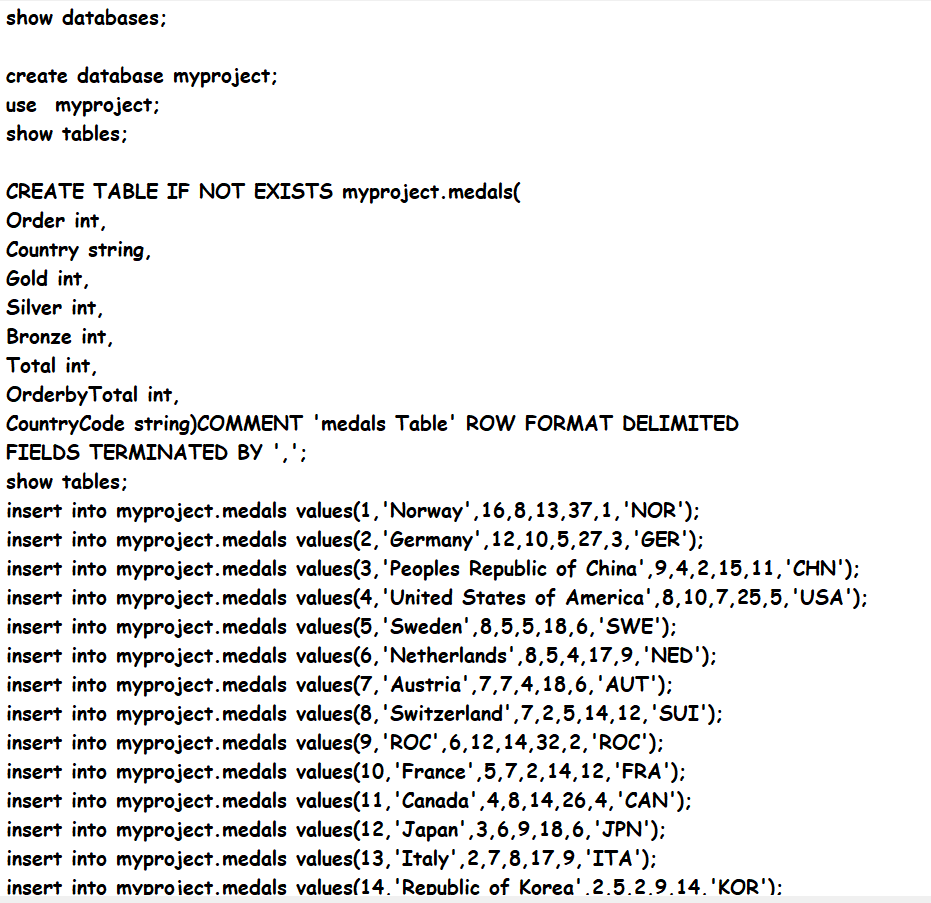 show databases;
create database myproject;
use  myproject;
show tables;
CREATE TABLE IF NOT EXISTS myproject.medals(
Order int,
Country string,
Gold int,
Silver int,
Bronze int,
Total int,
OrderbyTotal int,
CountryCode string)COMMENT 'medals Table' ROW FORMAT DELIMITED
FIELDS TERMINATED BY ',';
show tables;
insert into myproject.medals values(1,'Norway',16,8,13,37,1,'NOR');
insert into myproject.medals values(2,'Germany',12,10,5,27,3,'GER');
insert into myproject.medals values(3,'Peoples Republic of China',9,4,2,15,11,'CHN');
insert into myproject.medals values(4,'United States of America',8,10,7,25,5,'USA');
insert into myproject.medals values(5,'Sweden',8,5,5,18,6,'SWE');
insert into myproject.medals values(6,'Netherlands',8,5,4,17,9,'NED');
insert into myproject.medals values(7,'Austria',7,7,4,18,6,'AUT');
insert into myproject.medals values(8,'Switzerland',7,2,5,14,12,'SUI');
insert into myproject.medals values(9,'ROC',6,12,14,32,2,'ROC');
insert into myproject.medals values(10,'France',5,7,2,14,12,'FRA');
insert into myproject.medals values(11,'Canada',4,8,14,26,4,'CAN');
insert into myproject.medals values(12,'Japan',3,6,9,18,6,'JPN');
insert into myproject.medals values(13,'Italy',2,7,8,17,9,'ITA');
insert into myproject.medals values(14,'Republic of Korea',2,5,2,9,14,'KOR');